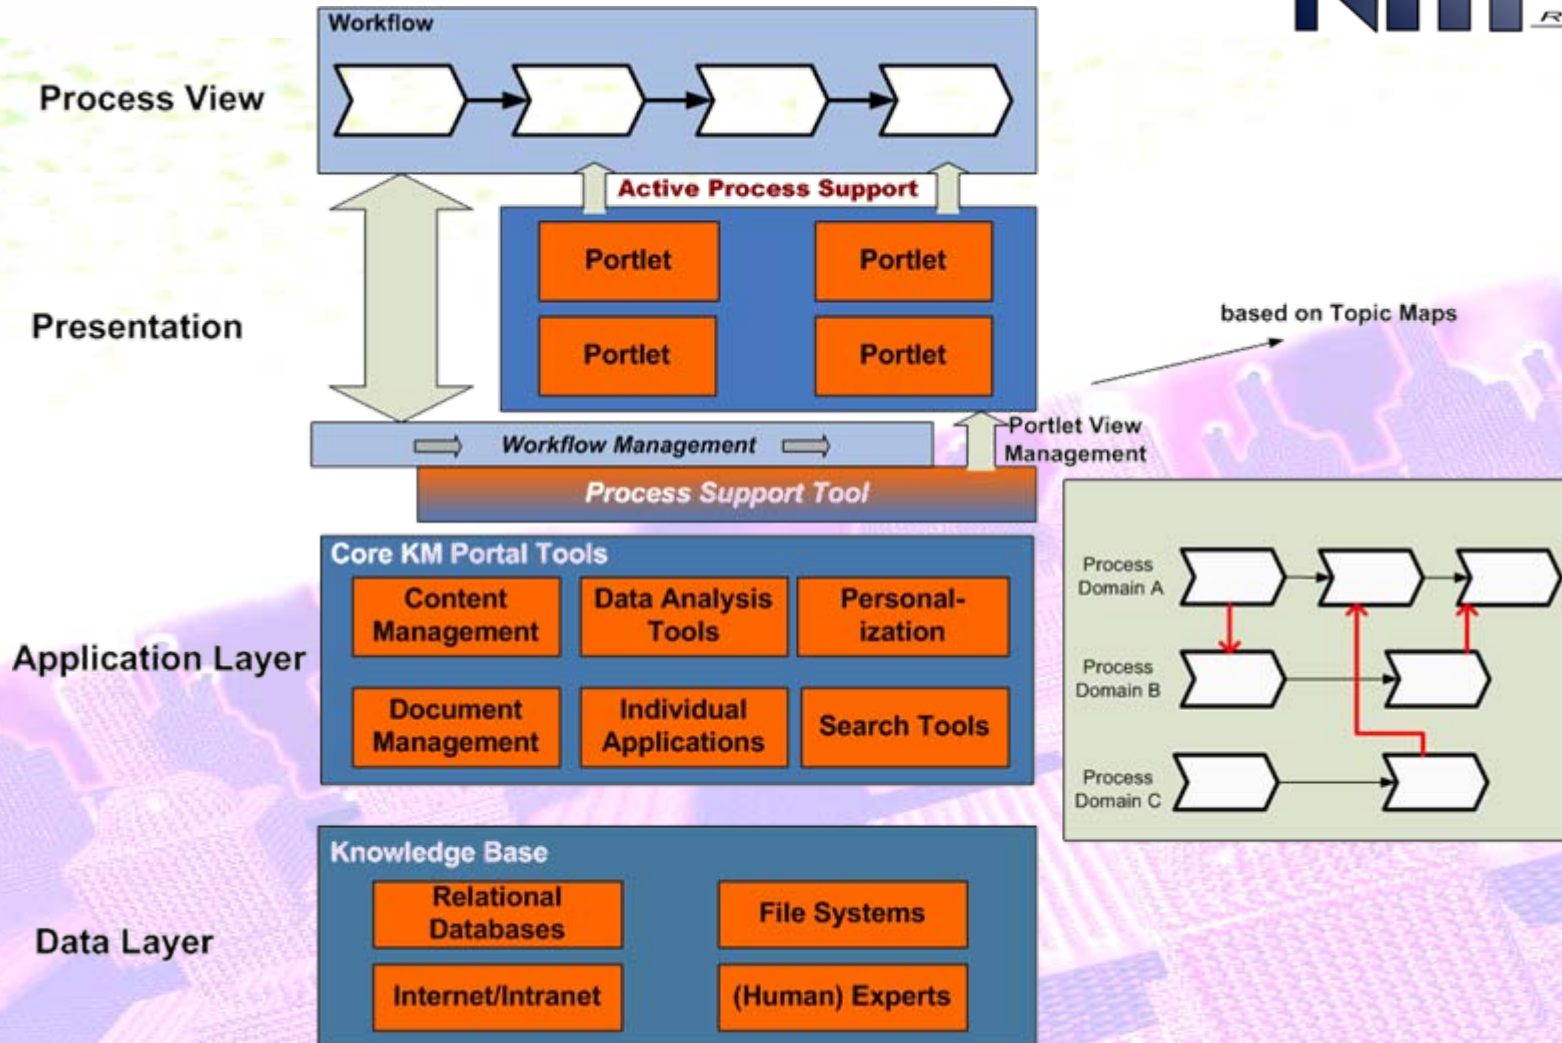 Workflow
Process View
Active Process Support
Portlet
Portlet
Presentation
Portlet
Portlet
based on Topic Maps
Workflow Management
Portlet View
Management
Process Support Tool
Core KM Portal Tools
Content
Management
Data Analysis
Tools
Personal-
ization
Application Layer
Document
Management
Individual
Applications
Search Tools
Process
Domain A
Process
Domain B
Process
Domain C
Knowledge Base
Relational
Databases
File Systems
Data Layer
Internet/Intranet
(Human) Experts